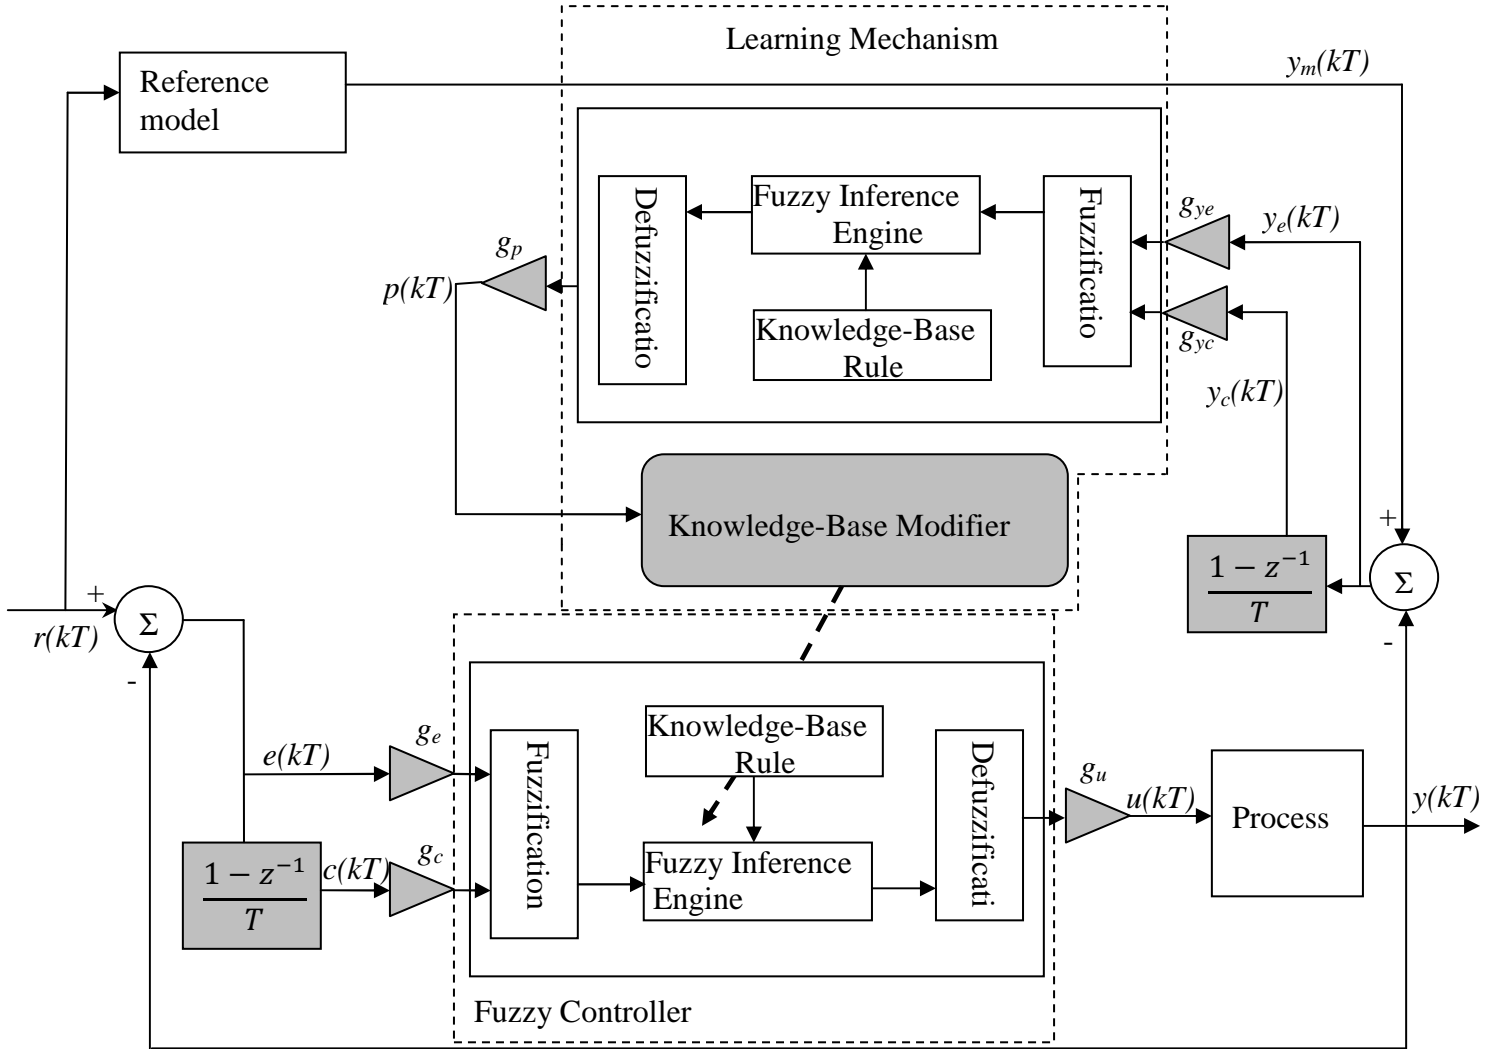 Learning Mechanism
y_m(kT)
Reference
model
Defuzzificatio
Fuzzy Inference
Engine
Fuzzificatio
g_ye
y_e(kT)
g_p
p(kT)
Knowledge-Base
Rule
g_yc
y_c(kT)
Knowledge-Base Modifier
+
1 − z^−1
T
Σ
-
+
Σ
r(kT)
-
Knowledge-Base
Rule
g_e
e(kT)
Fuzzification
Defuzzificati
g_u
u(kT)
Process
y(kT)
1 − z^−1
T
c(kT)
g_c
Fuzzy Inference
Engine
Fuzzy Controller